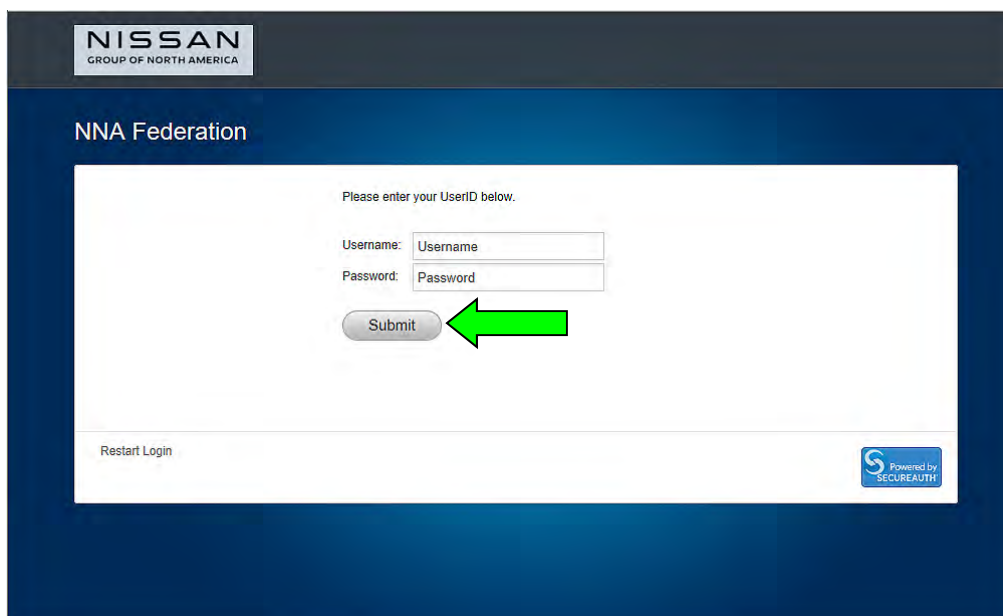 NISSAN
GROUP OF NORTH AMERICA
NNA Federation
Please enter your UserID below.
Username: Username
Password: Password
Submit
Restart Login
Powered by
SECUREAUTH